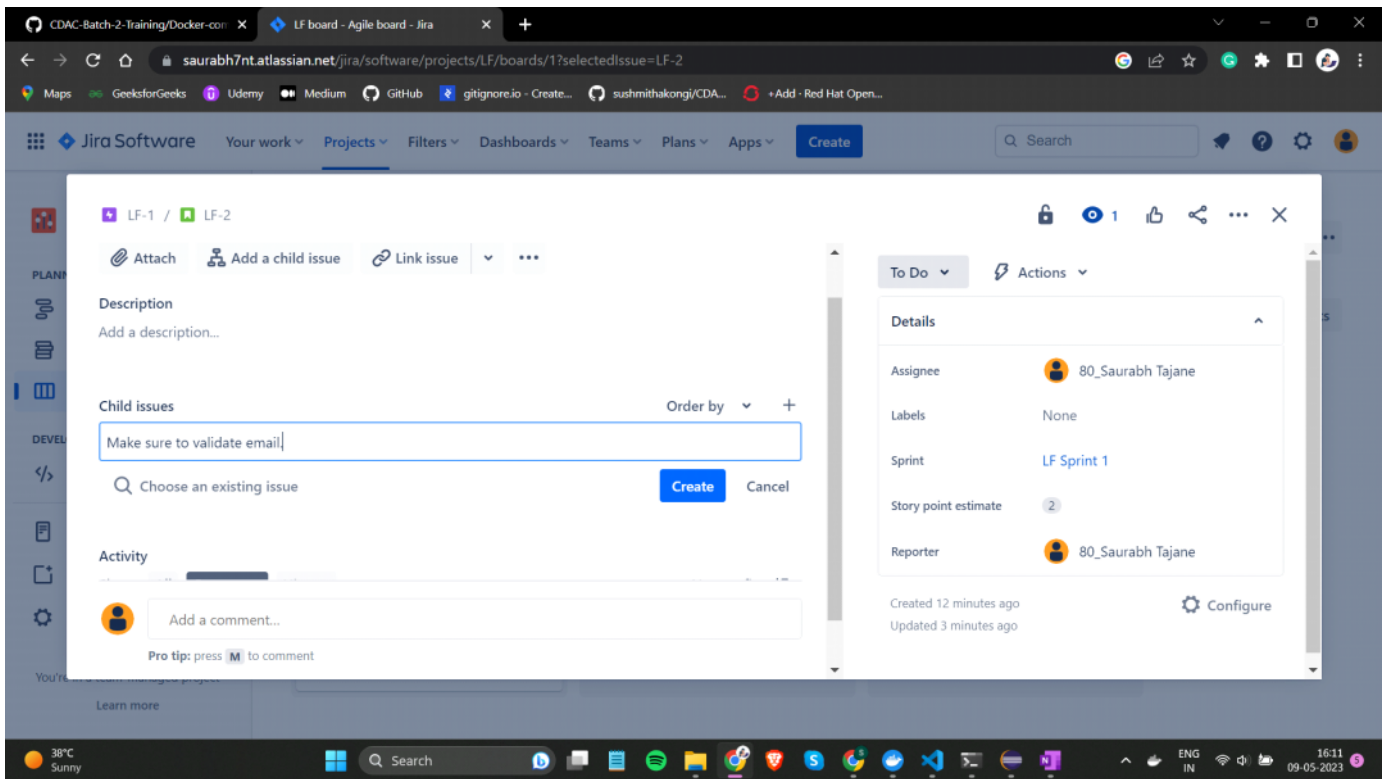 CDAC-Batch-2-Training/Docker-com
LF board - Agile board - Jira
saurabh7nt.atlassian.net/jira/software/projects/LF/boards/1?selectedIssue=LF-2
Maps GeeksforGeeks Udemy Medium GitHub gitignore.io - Create... sushmithakongi/CDA... +Add · Red Hat Open...
Jira Software Your work Projects Filters Dashboards Teams Plans Apps Create Search
LF-1 / LF-2 1
Attach Add a child issue Link issue
To Do Actions
PLANN
Description
Add a description...
Details
Assignee 80_Saurabh Tajane
Child issues Order by
Labels None
DEVEL
Make sure to validate email.
Sprint LF Sprint 1
Choose an existing issue Create Cancel
Story point estimate 2
Activity
Reporter 80_Saurabh Tajane
Add a comment...
Created 12 minutes ago Configure
Updated 3 minutes ago
Pro tip: press M to comment
You're
Learn more
38°C
Sunny
Search
ENG
IN
16:11
09-05-2023
5